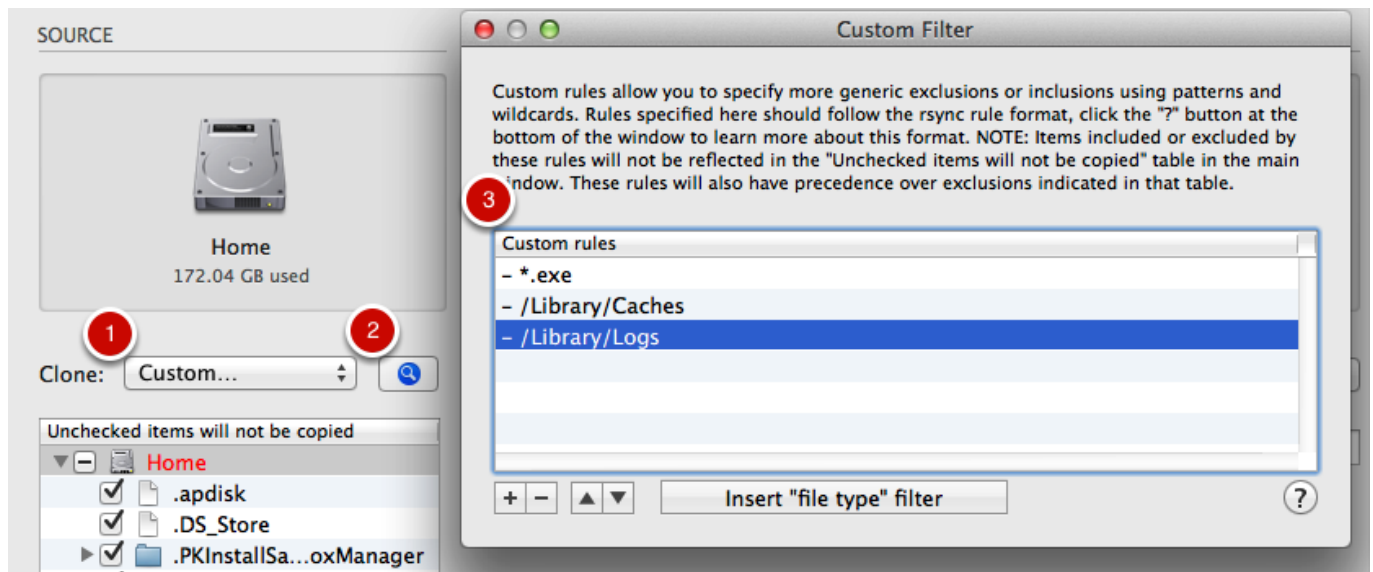 SOURCE
Home
172.04 GB used
1
2
Clone: Custom...
Unchecked items will not be copied
Home
.apdisk
.DS_Store
.PKInstallSa...oxManager
Custom Filter
Custom rules allow you to specify more generic exclusions or inclusions using patterns and
wildcards. Rules specified here should follow the rsync rule format, click the "?" button at the
bottom of the window to learn more about this format. NOTE: Items included or excluded by
these rules will not be reflected in the "Unchecked items will not be copied" table in the main
window. These rules will also have precedence over exclusions indicated in that table.
3
Custom rules
– *.exe
– /Library/Caches
– /Library/Logs
+ − ▲ ▼ Insert "file type" filter ?